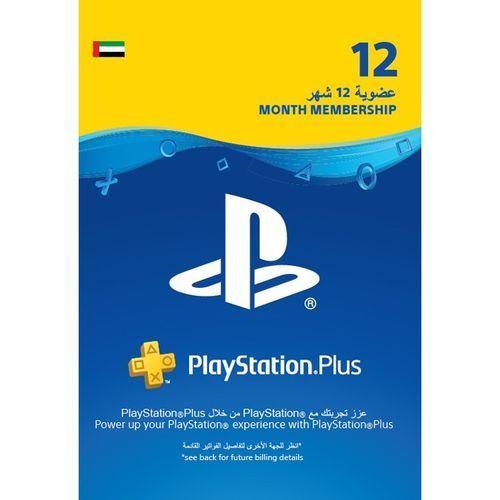 12
عضوية 12 شهر
MONTH MEMBERSHIP
®
PlayStation®Plus
™
عزز تجربتك مع PlayStation® من خلال PlayStation®Plus
Power up your PlayStation® experience with PlayStation®Plus
*انظر للجهة الأخرى لتفاصيل الفواتير القادمة*
*see back for future billing details